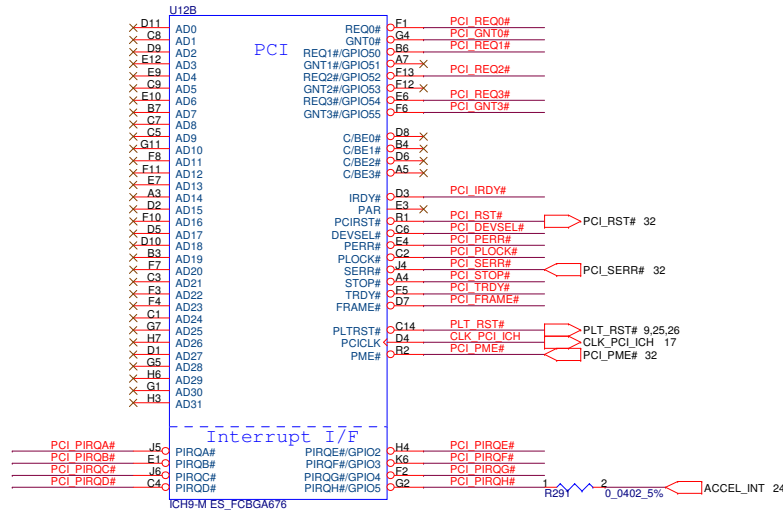 U12B
PCI
D11 AD0 REQ0# F1 PCI_REQ0#
C8 AD1 GNT0# G4 PCI_GNT0#
D9 AD2 REQ1#/GPIO50 B6 PCI_REQ1#
E12 AD3 GNT1#/GPIO51 A7
E9 AD4 REQ2#/GPIO52 F13 PCI_REQ2#
C9 AD5 GNT2#/GPIO53 F12
E10 AD6 REQ3#/GPIO54 E6 PCI_REQ3#
B7 AD7 GNT3#/GPIO55 F6 PCI_GNT3#
C7 AD8
C5 AD9 C/BE0# D8
G11 AD10 C/BE1# B4
F8 AD11 C/BE2# D6
F11 AD12 C/BE3# A5
E7 AD13
A3 AD14 IRDY# D3 PCI_IRDY#
D2 AD15 PAR E3
F10 AD16 PCIRST# R1 PCI_RST# PCI_RST# 32
D5 AD17 DEVSEL# C6 PCI_DEVSEL#
D10 AD18 PERR# E4 PCI_PERR#
B3 AD19 PLOCK# C2 PCI_PLOCK#
F7 AD20 SERR# J4 PCI_SERR# PCI_SERR# 32
C3 AD21 STOP# A4 PCI_STOP#
F3 AD22 TRDY# F5 PCI_TRDY#
F4 AD23 FRAME# D7 PCI_FRAME#
C1 AD24
G7 AD25 PLTRST# C14 PLT_RST# PLT_RST# 9,25,26
H7 AD26 PCICLK D4 CLK_PCI_ICH CLK_PCI_ICH 17
D1 AD27 PME# R2 PCI_PME# PCI_PME# 32
G5 AD28
H6 AD29
G1 AD30
H3 AD31
Interrupt I/F
PCI_PIRQA# J5 PIRQA# PIRQE#/GPIO2 H4 PCI_PIRQE#
PCI_PIRQB# E1 PIRQB# PIRQF#/GPIO3 K6 PCI_PIRQF#
PCI_PIRQC# J6 PIRQC# PIRQG#/GPIO4 F2 PCI_PIRQG#
PCI_PIRQD# C4 PIRQD# PIRQH#/GPIO5 G2 PCI_PIRQH# 1 2 ACCEL_INT 24
R291 0_0402_5%
ICH9-M ES_FCBGA676